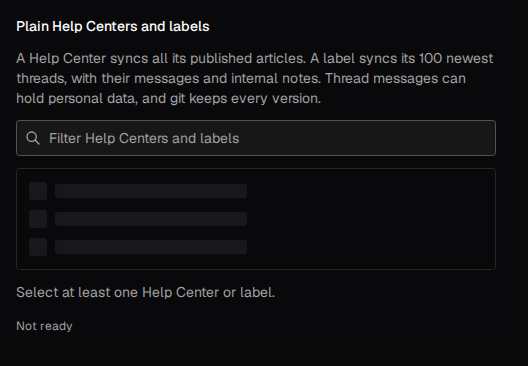 Plain Help Centers and labels
A Help Center syncs all its published articles. A label syncs its 100 newest
threads, with their messages and internal notes. Thread messages can
hold personal data, and git keeps every version.
Filter Help Centers and labels
Select at least one Help Center or label.
Not ready